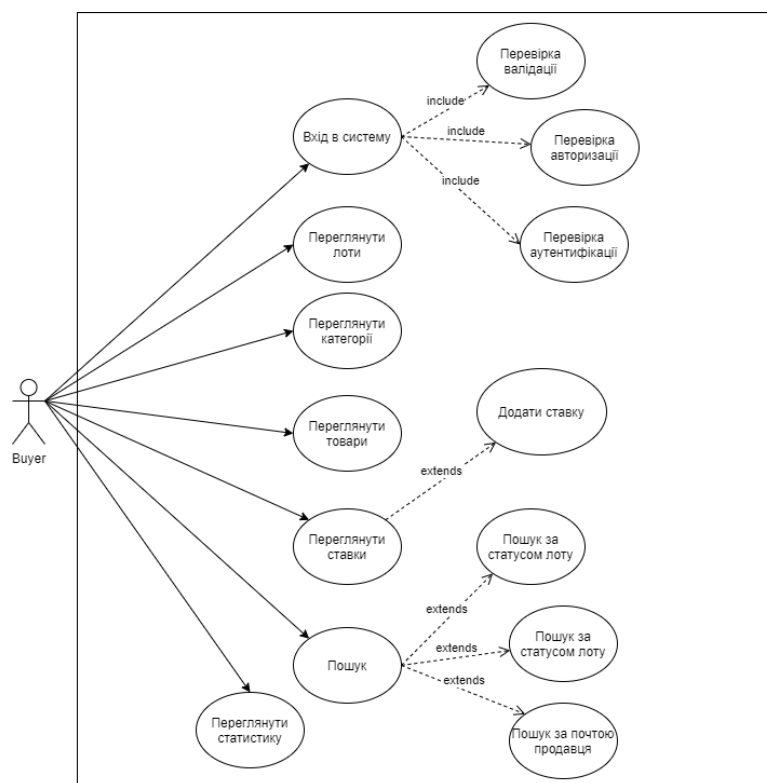 Перевірка
валідації
include
Вхід в систему
include
Перевірка
авторизації
include
Перевірка
аутентифікації
Переглянути
лоти
Переглянути
категорії
Buyer
Переглянути
товари
Додати ставку
extends
Переглянути
ставки
Пошук за
статусом лоту
extends
Пошук
extends
Пошук за
статусом лоту
extends
Пошук за почтою
продавця
Переглянути
статистику